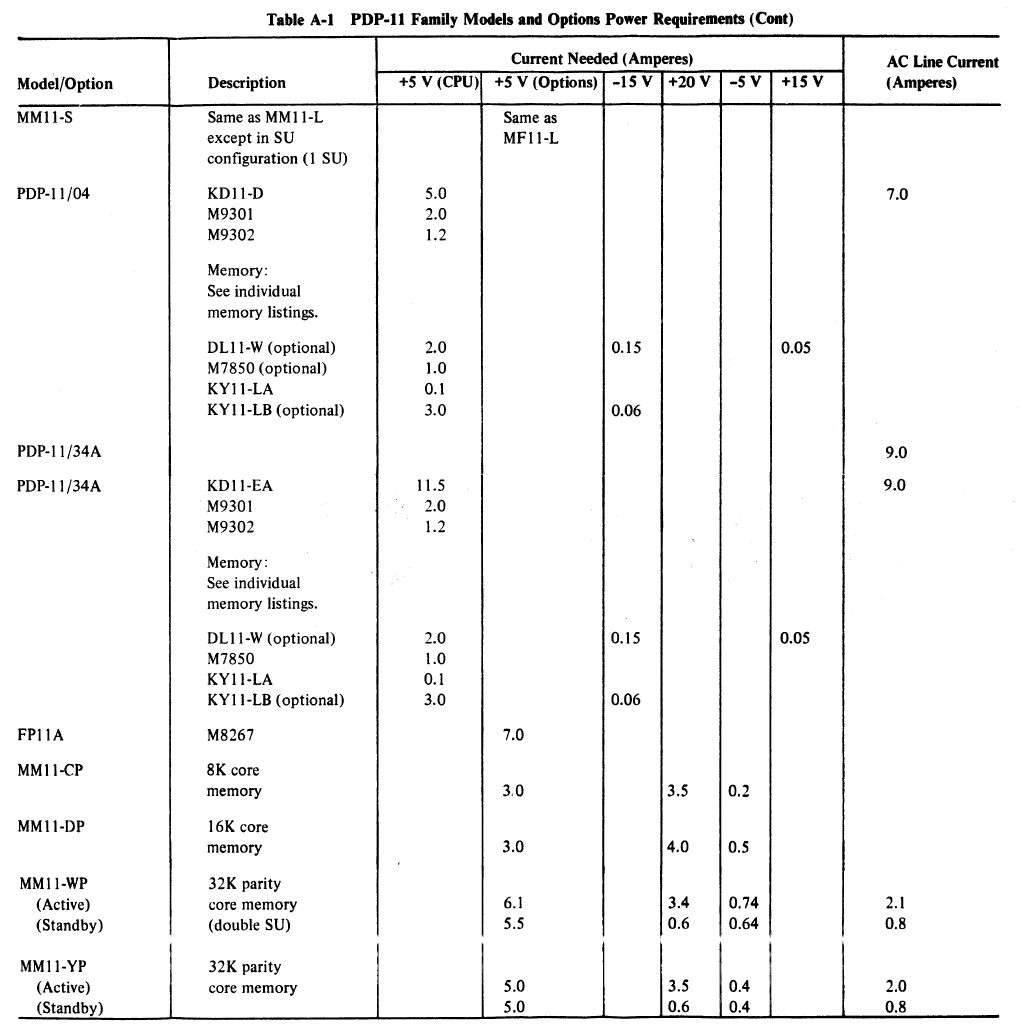 Table A-1 PDP-11 Family Models and Options Power Requirements (Cont)
Current Needed (Amperes) AC Line Current
Model/Option Description +5 V (CPU) +5 V (Options) -15 V +20 V -5 V +15 V (Amperes)
MM11-S Same as MM11-L Same as
except in SU MF11-L
configuration (1 SU)
PDP-11/04 KD11-D 5.0 7.0
M9301 2.0
M9302 1.2
Memory:
See individual
memory listings.
DL11-W (optional) 2.0 0.15 0.05
M7850 (optional) 1.0
KY11-LA 0.1
KY11-LB (optional) 3.0 0.06
PDP-11/34A 9.0
PDP-11/34A KD11-EA 11.5 9.0
M9301 2.0
M9302 1.2
Memory:
See individual
memory listings.
DL11-W (optional) 2.0 0.15 0.05
M7850 1.0
KY11-LA 0.1
KY11-LB (optional) 3.0 0.06
FP11A M8267 7.0
MM11-CP 8K core
memory 3.0 3.5 0.2
MM11-DP 16K core
memory 3.0 4.0 0.5
MM11-WP 32K parity
(Active) core memory 6.1 3.4 0.74 2.1
(Standby) (double SU) 5.5 0.6 0.64 0.8
MM11-YP 32K parity
(Active) core memory 5.0 3.5 0.4 2.0
(Standby) 5.0 0.6 0.4 0.8